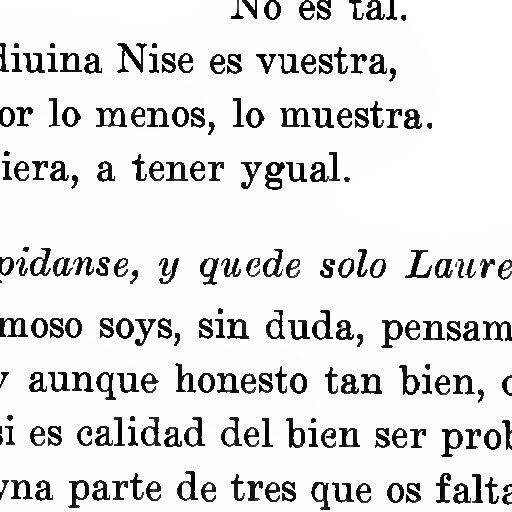 No es tal.
diuina Nise es vuestra,
or lo menos, lo muestra.
iera, a tener ygual.
pidanse, y quede solo Laure
moso soys, sin duda, pensam
y aunque honesto tan bien,
si es calidad del bien ser prob
vna parte de tres que os falta